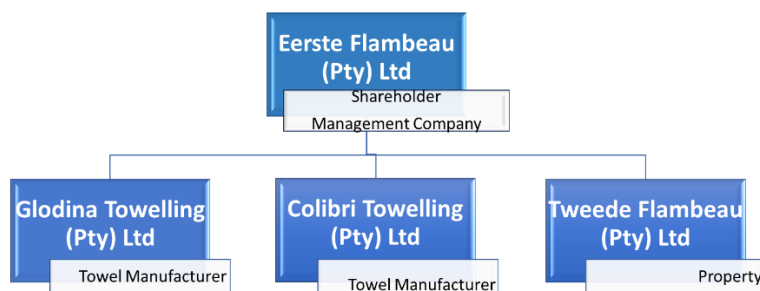 Eerste Flambeau
(Pty) Ltd
Shareholder
Management Company
Glodina Towelling
(Pty) Ltd
Towel Manufacturer
Colibri Towelling
(Pty) Ltd
Towel Manufacturer
Tweede Flambeau
(Pty) Ltd
Property